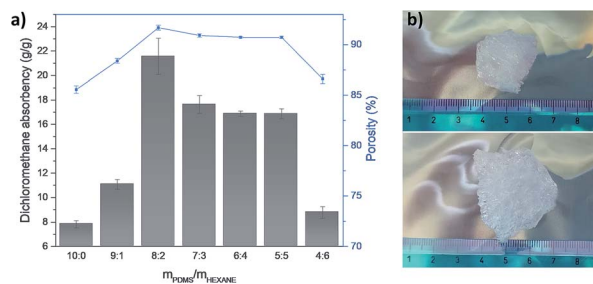 a)
b)
Dichloromethane absorbency (g/g)
24
22
20
18
16
14
12
10
8
6
Porosity (%)
90
85
80
75
70
10:0 9:1 8:2 7:3 6:4 5:5 4:6
mPDMS/mHEXANE
1 2 3 4 5 6 7 8
1 2 3 4 5 6 7 8